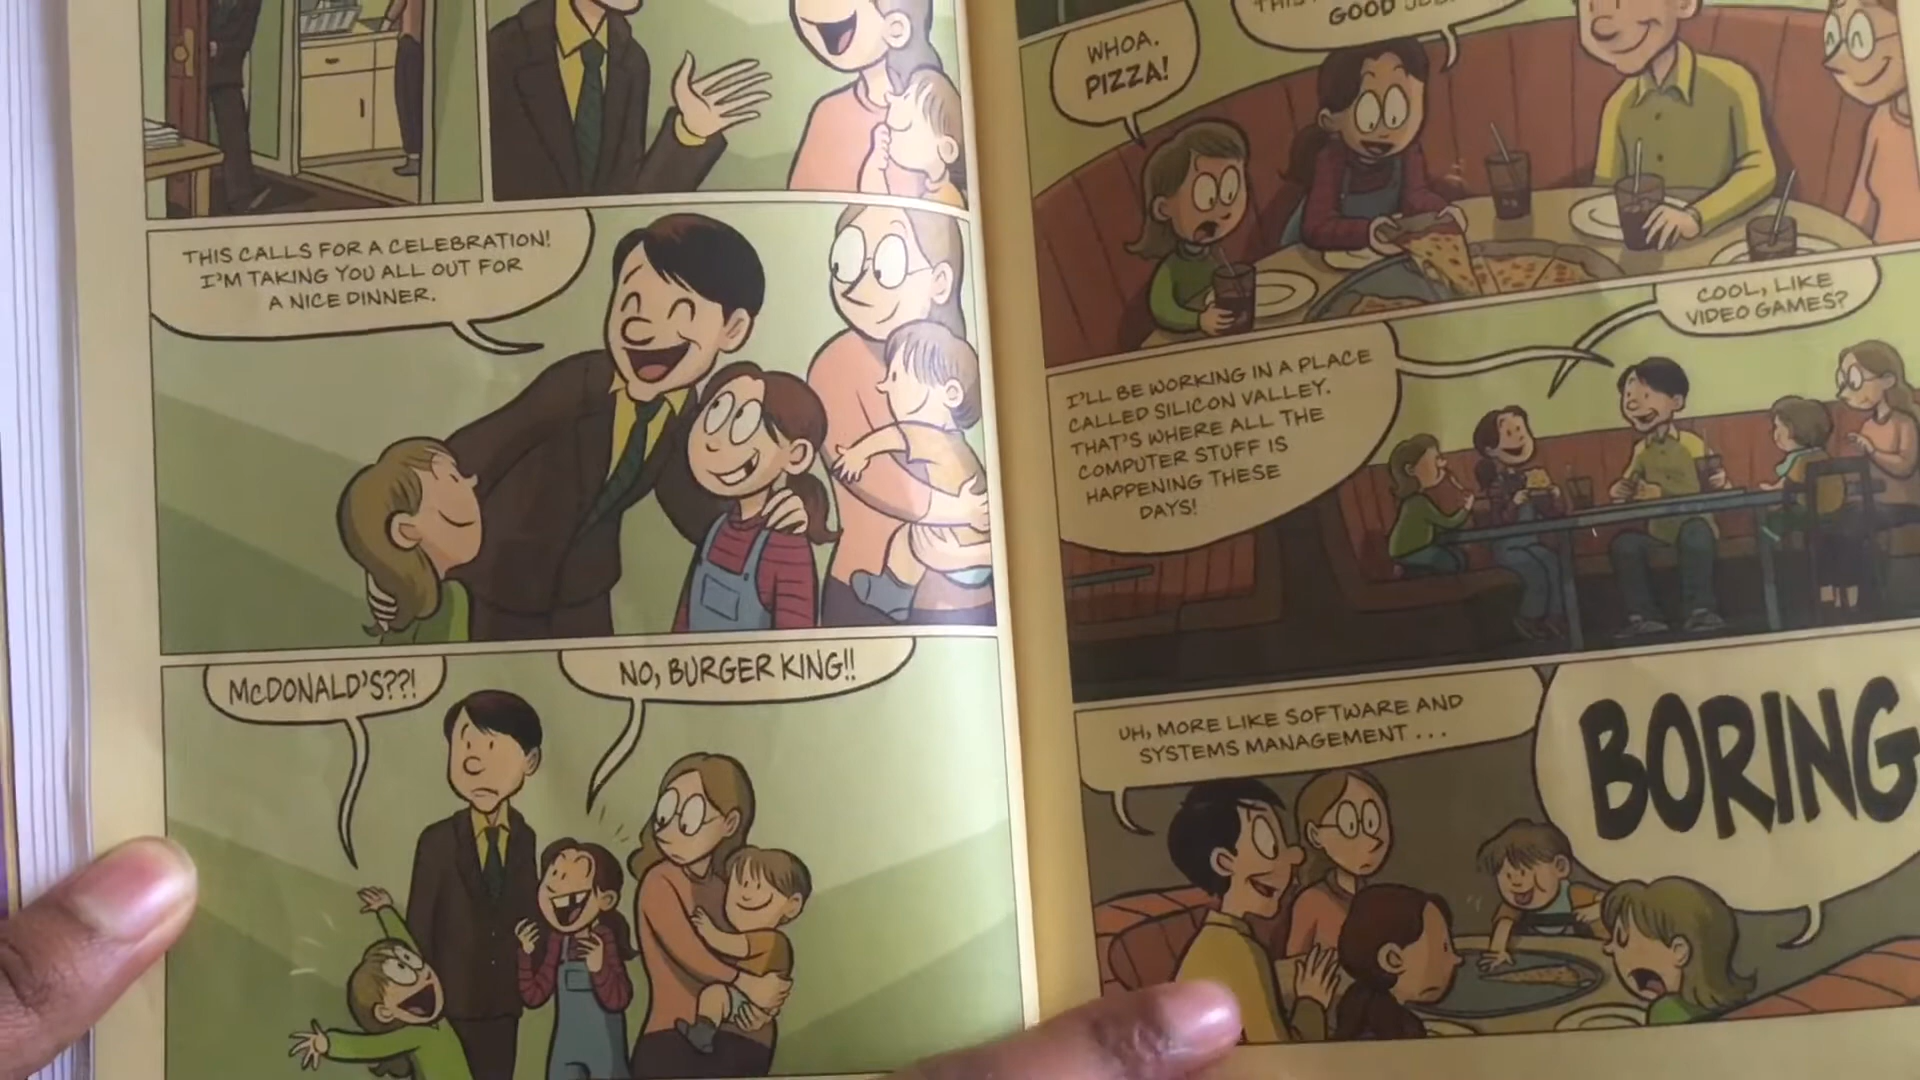 THIS CALLS FOR A CELEBRATION!
I'M TAKING YOU ALL OUT FOR
A NICE DINNER.
McDONALD'S??!
NO, BURGER KING!!
WHOA.
PIZZA!
GOOD
COOL, LIKE
VIDEO GAMES?
I'LL BE WORKING IN A PLACE
CALLED SILICON VALLEY.
THAT'S WHERE ALL THE
COMPUTER STUFF IS
HAPPENING THESE
DAYS!
UH, MORE LIKE SOFTWARE AND
SYSTEMS MANAGEMENT . . .
BORING